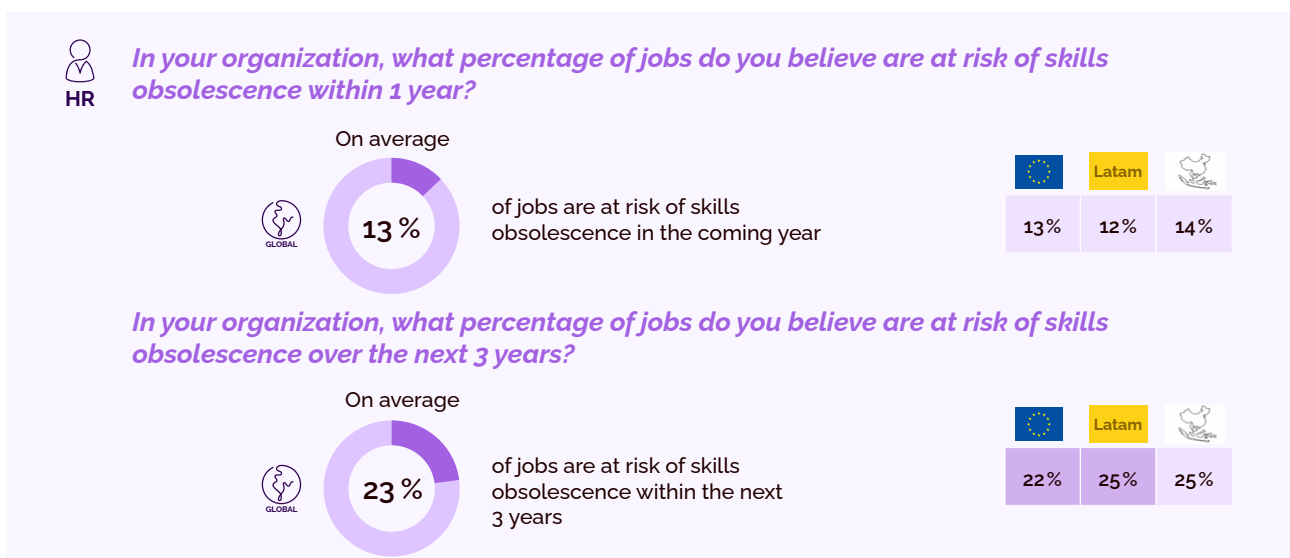 HR
In your organization, what percentage of jobs do you believe are at risk of skills
obsolescence within 1 year?
On average
GLOBAL
13 %
of jobs are at risk of skills
obsolescence in the coming year
Latam
13%
12%
14%
In your organization, what percentage of jobs do you believe are at risk of skills
obsolescence over the next 3 years?
On average
GLOBAL
23 %
of jobs are at risk of skills
obsolescence within the next
3 years
Latam
22%
25%
25%